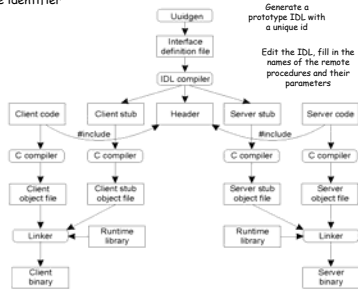 e identifier
Uuidgen
Generate a
prototype IDL with
a unique id
Interface
definition file
Edit the IDL, fill in the
names of the remote
procedures and their
parameters
IDL compiler
Client code
Client stub
Header
Server stub
Server code
#include
#include
C compiler
C compiler
C compiler
C compiler
Client
object file
Client stub
object file
Server stub
object file
Server
object file
Linker
Runtime
library
Runtime
library
Linker
Client
binary
Server
binary